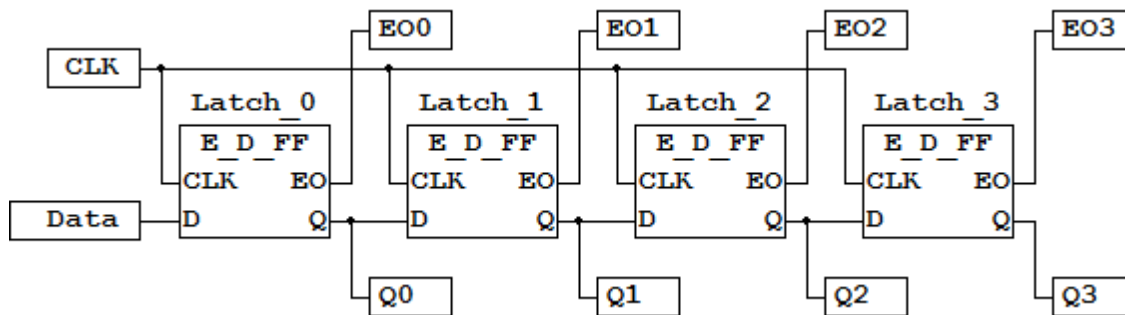 EO0 EO1 EO2 EO3
CLK
Latch_0 Latch_1 Latch_2 Latch_3
E_D_FF E_D_FF E_D_FF E_D_FF
CLK EO CLK EO CLK EO CLK EO
Data D Q D Q D Q D Q
Q0 Q1 Q2 Q3